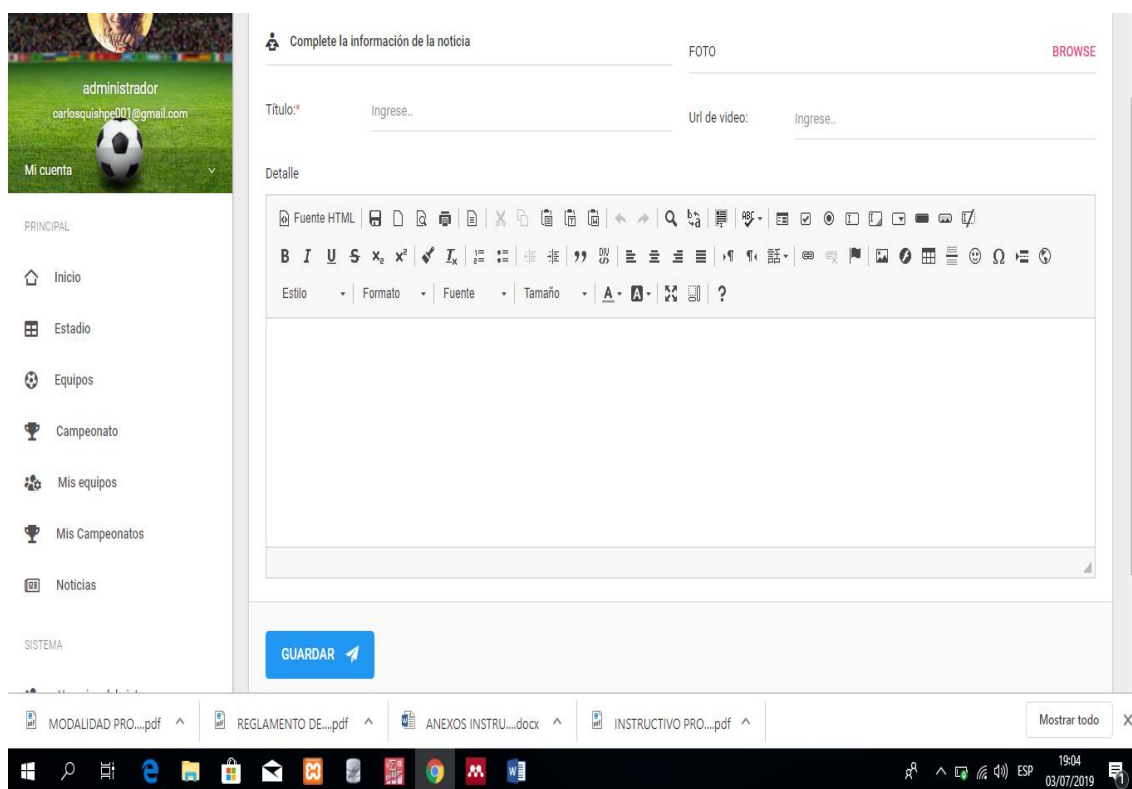 administrador
carlosquishpe001@gmail.com
Mi cuenta
PRINCIPAL
Inicio
Estadio
Equipos
Campeonato
Mis equipos
Mis Campeonatos
Noticias
SISTEMA
Complete la información de la noticia
FOTO BROWSE
Título:* Ingrese..
Url de video: Ingrese..
Detalle
Fuente HTML
Estilo Formato Fuente Tamaño
GUARDAR
MODALIDAD PRO....pdf REGLAMENTO DE....pdf ANEXOS INSTRU....docx INSTRUCTIVO PRO....pdf Mostrar todo
ESP 19:04
03/07/2019